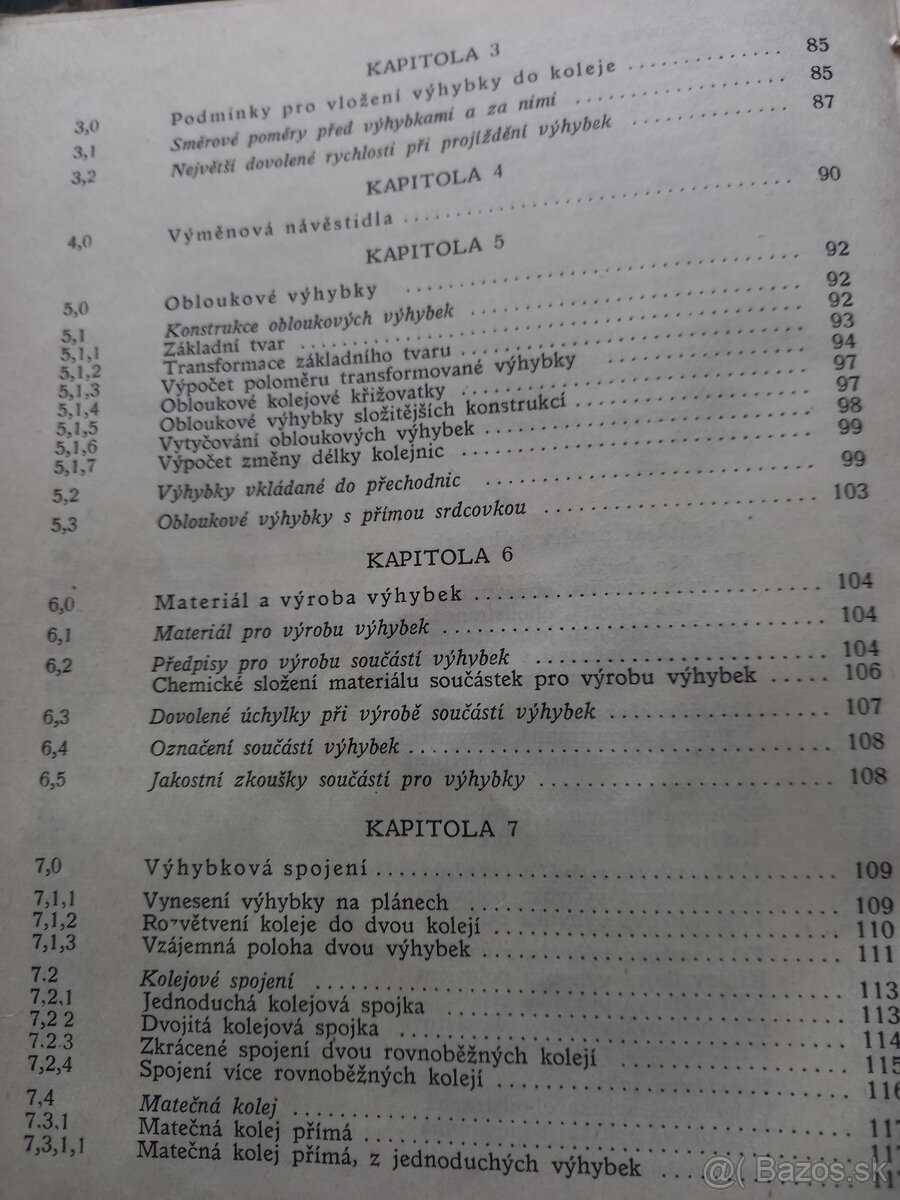 KAPITOLA 3
3,0 Podmínky pro vložení výhybky do koleje 85
3,1 Směrové poměry před výhybkami a za nimi 85
3,2 Největší dovolené rychlosti při projíždění výhybek 87
KAPITOLA 4
4,0 Výměnová návěstidla 90
KAPITOLA 5
5,0 Obloukové výhybky 92
5,1 Konstrukce obloukových výhybek 92
5,1,1 Základní tvar 92
5,1,2 Transformace základního tvaru 93
5,1,3 Výpočet poloměru transformované výhybky 94
5,1,4 Obloukové kolejové křižovatky 97
5,1,5 Obloukové výhybky složitějších konstrukcí 97
5,1,6 Vytyčování obloukových výhybek 98
5,1,7 Výpočet změny délky kolejnic 99
5,2 Výhybky vkládané do přechodnic 99
5,3 Obloukové výhybky s přímou srdcovkou 103
KAPITOLA 6
6,0 Materiál a výroba výhybek 104
6,1 Materiál pro výrobu výhybek 104
6,2 Předpisy pro výrobu součástí výhybek 104
Chemické složení materiálu součástek pro výrobu výhybek 106
6,3 Dovolené úchylky při výrobě součástí výhybek 107
6,4 Označení součástí výhybek 108
6,5 Jakostní zkoušky součástí pro výhybky 108
KAPITOLA 7
7,0 Výhybková spojení 109
7,1,1 Vynesení výhybky na plánech 109
7,1,2 Rozvětvení koleje do dvou kolejí 110
7,1,3 Vzájemná poloha dvou výhybek 111
7.2 Kolejové spojení 113
7,2,1 Jednoduchá kolejová spojka 113
7,2 2 Dvojitá kolejová spojka 114
7.2 3 Zkrácené spojení dvou rovnoběžných kolejí 115
7,2,4 Spojení více rovnoběžných kolejí 116
7,4 Matečná kolej 117
7.3,1 Matečná kolej přímá 117
7,3,1,1 Matečná kolej přímá, z jednoduchých výhybek 117
Bazos.sk